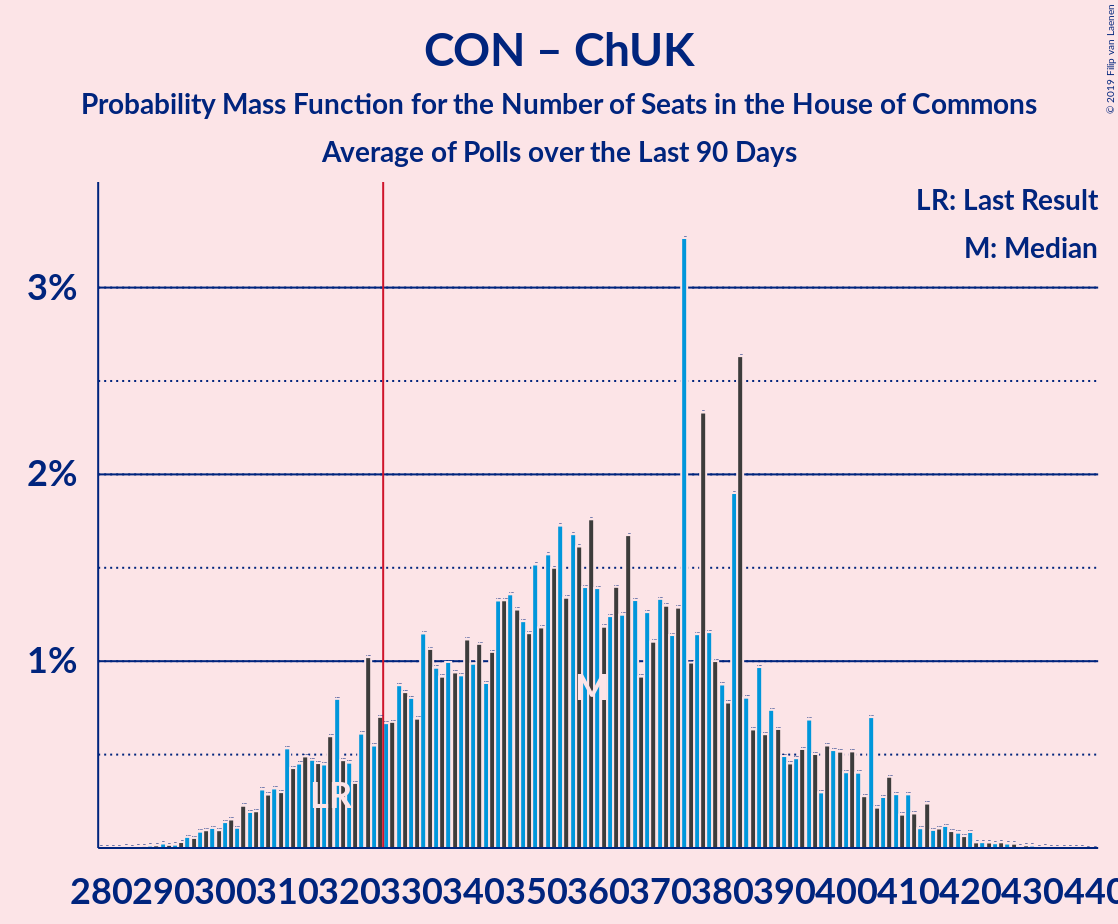 CON – ChUK
Probability Mass Function for the Number of Seats in the House of Commons
Average of Polls over the Last 90 Days
© 2019 Filip van Laenen
LR: Last Result
M: Median
3%
2%
1%
LR
M
280 290 300 310 320 330 340 350 360 370 380 390 400 410 420 430 440